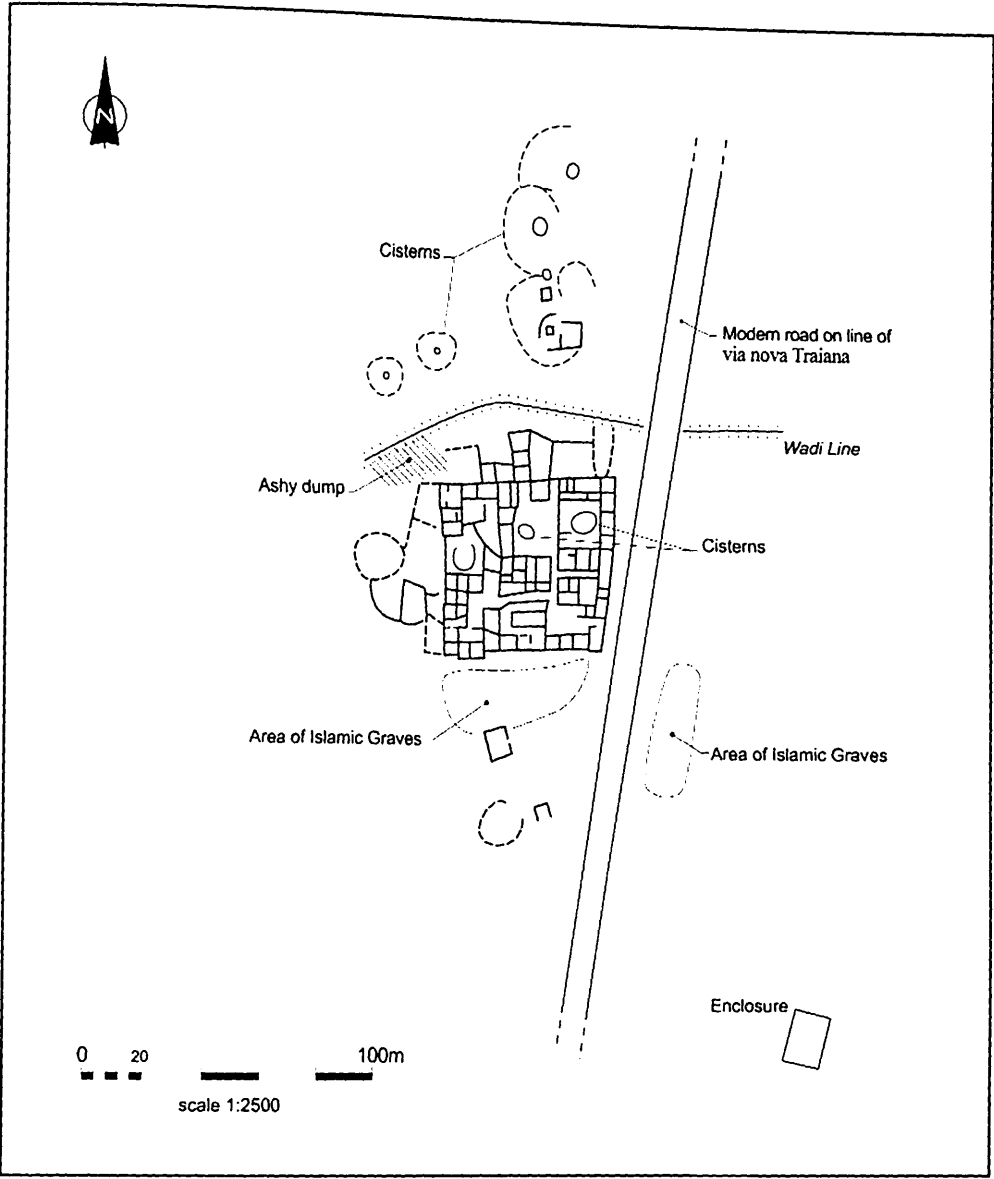 N
Cisterns
Modern road on line of
via nova Traiana
Wadi Line
Ashy dump
Cisterns
Area of Islamic Graves
Area of Islamic Graves
Enclosure
0 20 100m
scale 1:2500